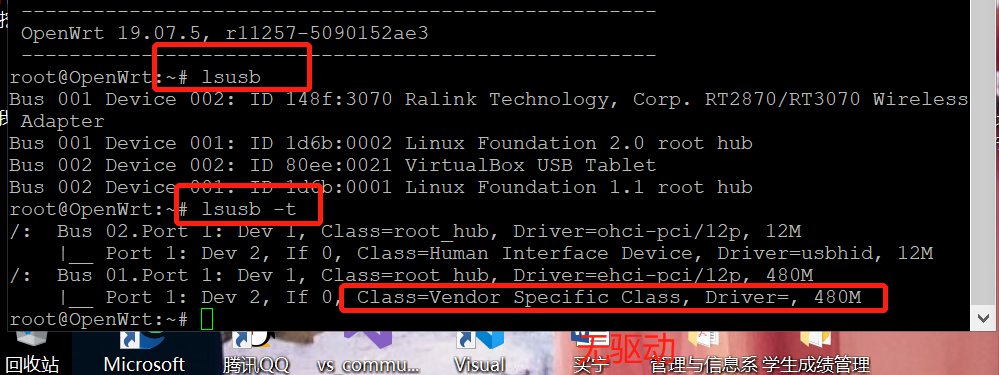 -----------------------------------------------------
OpenWrt 19.07.5, r11257-5090152ae3
-----------------------------------------------------
root@OpenWrt:~# lsusb
Bus 001 Device 002: ID 148f:3070 Ralink Technology, Corp. RT2870/RT3070 Wireless
Adapter
Bus 001 Device 001: ID 1d6b:0002 Linux Foundation 2.0 root hub
Bus 002 Device 002: ID 80ee:0021 VirtualBox USB Tablet
Bus 002 Device 001: ID 1d6b:0001 Linux Foundation 1.1 root hub
root@OpenWrt:~# lsusb -t
/:  Bus 02.Port 1: Dev 1, Class=root_hub, Driver=ohci-pci/12p, 12M
    |__ Port 1: Dev 2, If 0, Class=Human Interface Device, Driver=usbhid, 12M
/:  Bus 01.Port 1: Dev 1, Class=root_hub, Driver=ehci-pci/12p, 480M
    |__ Port 1: Dev 2, If 0, Class=Vendor Specific Class, Driver=, 480M
root@OpenWrt:~#
无驱动
回收站 Microsoft 腾讯QQ vs_commu... Visual 管理与信息系 学生成绩管理